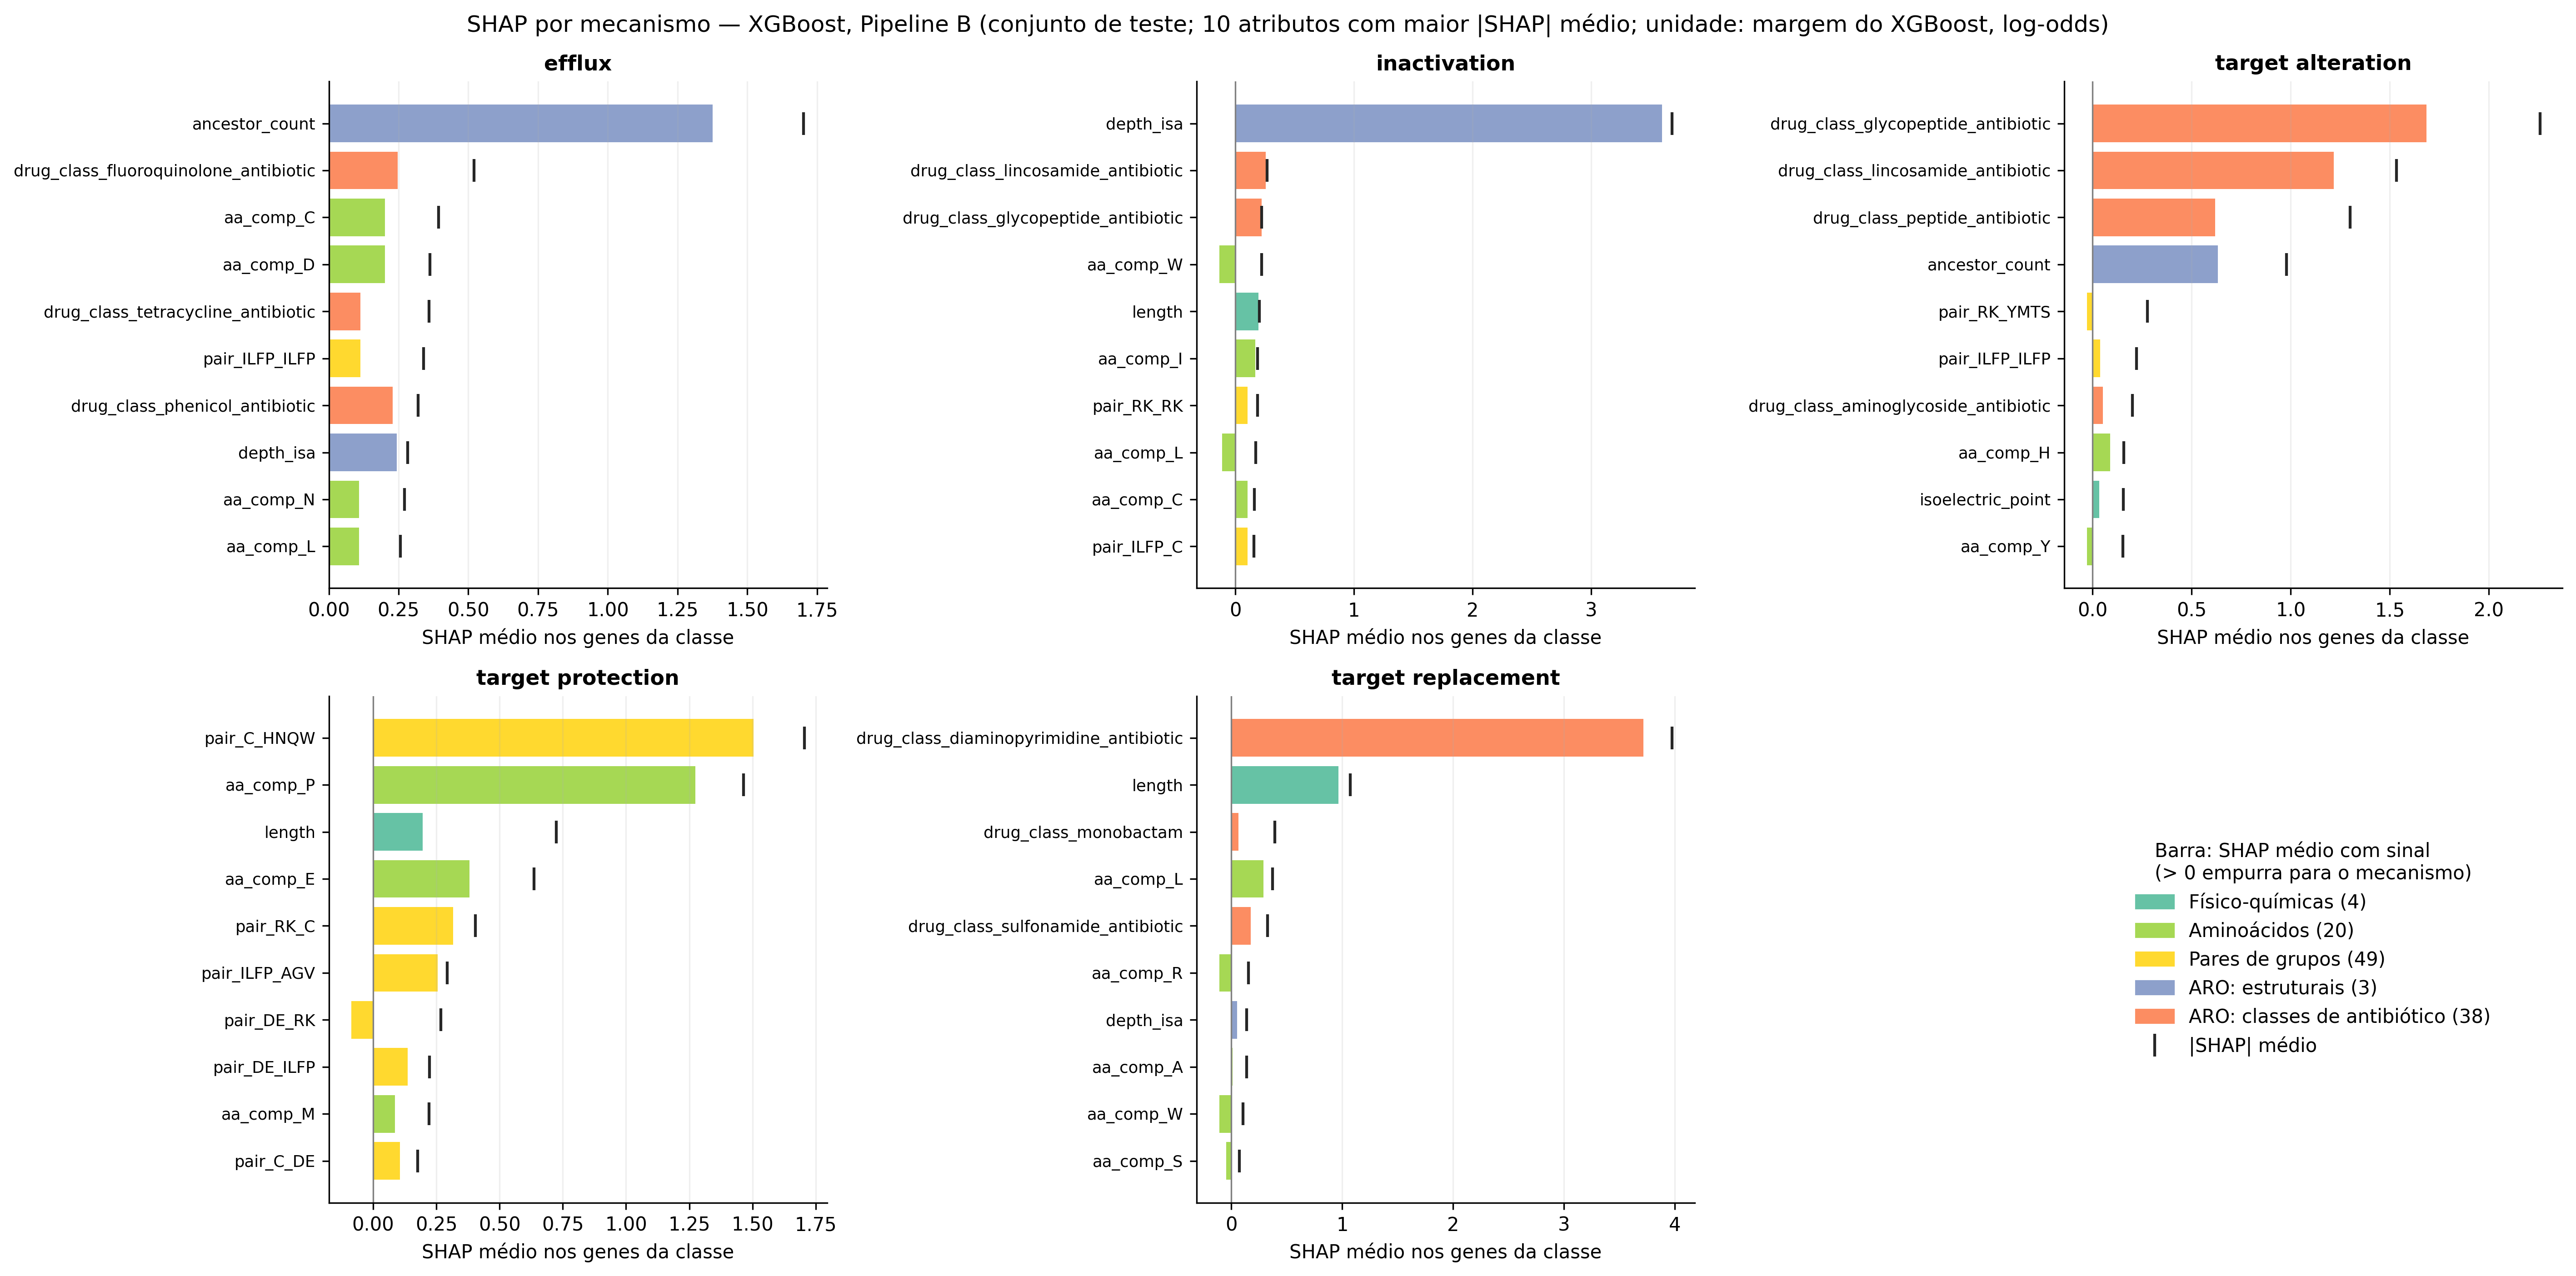 SHAP por mecanismo — XGBoost, Pipeline B (conjunto de teste; 10 atributos com maior |SHAP| médio; unidade: margem do XGBoost, log-odds)
efflux
ancestor_count
drug_class_fluoroquinolone_antibiotic
aa_comp_C
aa_comp_D
drug_class_tetracycline_antibiotic
pair_ILFP_ILFP
drug_class_phenicol_antibiotic
depth_isa
aa_comp_N
aa_comp_L
0.00 0.25 0.50 0.75 1.00 1.25 1.50 1.75
SHAP médio nos genes da classe
inactivation
depth_isa
drug_class_lincosamide_antibiotic
drug_class_glycopeptide_antibiotic
aa_comp_W
length
aa_comp_I
pair_RK_RK
aa_comp_L
aa_comp_C
pair_ILFP_C
0 1 2 3
SHAP médio nos genes da classe
target alteration
drug_class_glycopeptide_antibiotic
drug_class_lincosamide_antibiotic
drug_class_peptide_antibiotic
ancestor_count
pair_RK_YMTS
pair_ILFP_ILFP
drug_class_aminoglycoside_antibiotic
aa_comp_H
isoelectric_point
aa_comp_Y
0.0 0.5 1.0 1.5 2.0
SHAP médio nos genes da classe
target protection
pair_C_HNQW
aa_comp_P
length
aa_comp_E
pair_RK_C
pair_ILFP_AGV
pair_DE_RK
pair_DE_ILFP
aa_comp_M
pair_C_DE
0.00 0.25 0.50 0.75 1.00 1.25 1.50 1.75
SHAP médio nos genes da classe
target replacement
drug_class_diaminopyrimidine_antibiotic
length
drug_class_monobactam
aa_comp_L
drug_class_sulfonamide_antibiotic
aa_comp_R
depth_isa
aa_comp_A
aa_comp_W
aa_comp_S
0 1 2 3 4
SHAP médio nos genes da classe
Barra: SHAP médio com sinal
(> 0 empurra para o mecanismo)
Físico-químicas (4)
Aminoácidos (20)
Pares de grupos (49)
ARO: estruturais (3)
ARO: classes de antibiótico (38)
|SHAP| médio